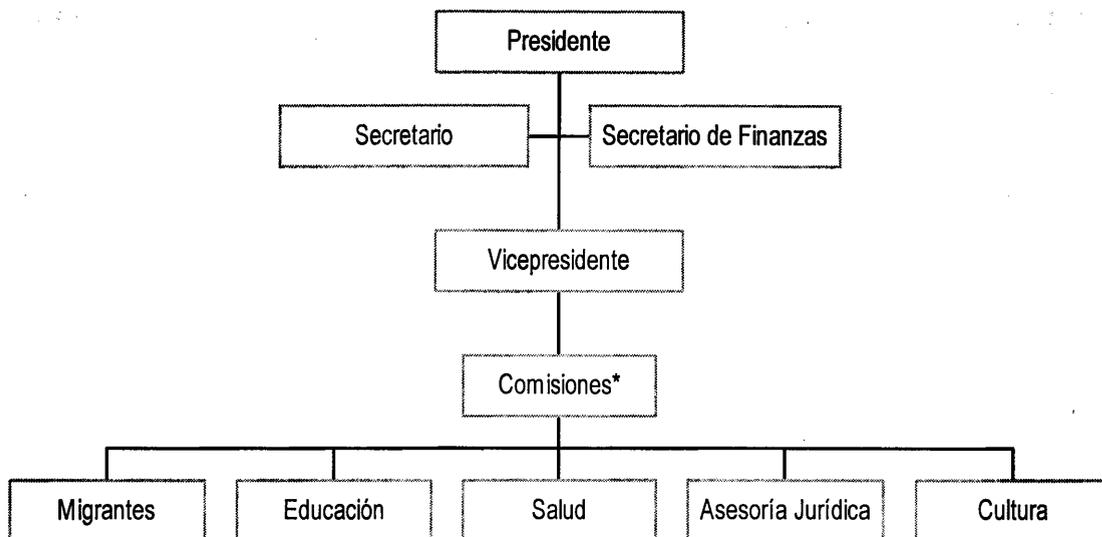 Presidente
Secretario
Secretario de Finanzas
Vicepresidente
Comisiones*
Migrantes
Educación
Salud
Asesoría Jurídica
Cultura